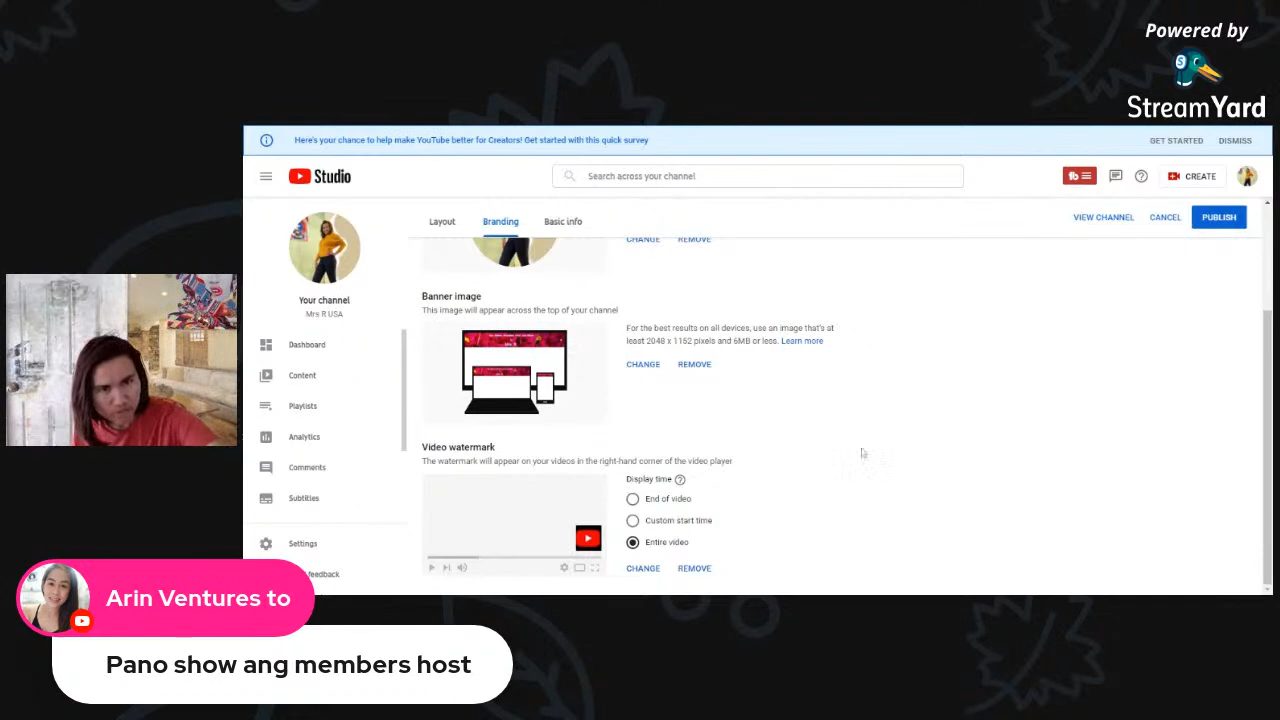 Powered by
StreamYard
Here's your chance to help make YouTube better for Creators! Get started with this quick survey
GET STARTED
DISMISS
Studio
Search across your channel
CREATE
Layout
Branding
Basic info
VIEW CHANNEL
CANCEL
PUBLISH
CHANGE
REMOVE
Your channel
Mrs R USA
Dashboard
Content
Playlists
Analytics
Comments
Subtitles
Settings
feedback
Banner image
This image will appear across the top of your channel
For the best results on all devices, use an image that's at
least 2048 x 1152 pixels and 6MB or less. Learn more
CHANGE
REMOVE
Video watermark
The watermark will appear on your videos in the right-hand corner of the video player
Display time
End of video
Custom start time
Entire video
CHANGE
REMOVE
Arin Ventures to
Pano show ang members host